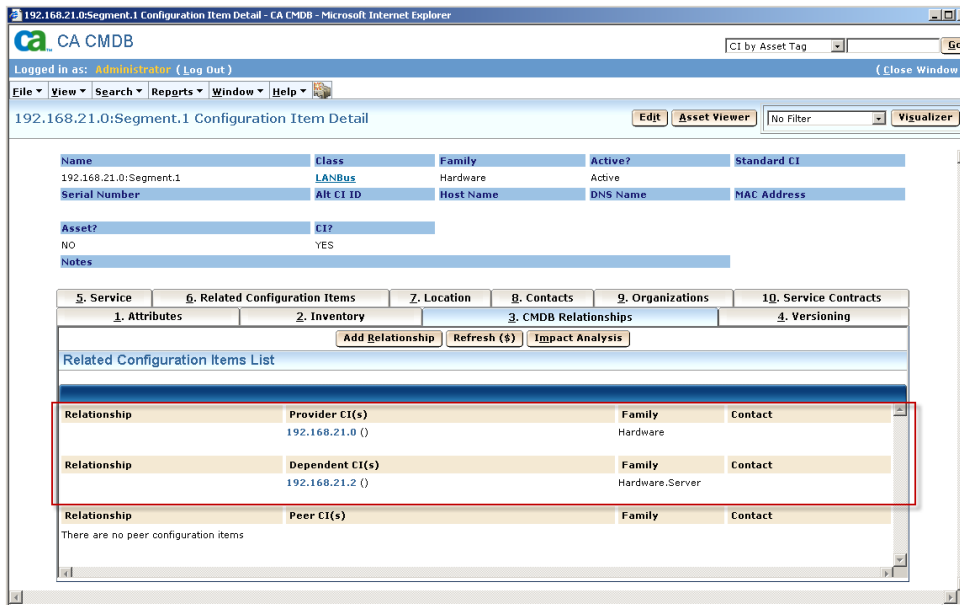 192.168.21.0:Segment.1 Configuration Item Detail - CA CMDB - Microsoft Internet Explorer
ca CA CMDB
CI by Asset Tag
Logged in as: Administrator ( Log Out ) ( Close Window
File View Search Reports Window Help
192.168.21.0:Segment.1 Configuration Item Detail Edit Asset Viewer No Filter Visualizer
Name Class Family Active? Standard CI
192.168.21.0:Segment.1 LANBus Hardware Active
Serial Number Alt CI ID Host Name DNS Name MAC Address
Asset? CI?
NO YES
Notes
5. Service 6. Related Configuration Items 7. Location 8. Contacts 9. Organizations 10. Service Contracts
1. Attributes 2. Inventory 3. CMDB Relationships 4. Versioning
Add Relationship Refresh ($) Impact Analysis
Related Configuration Items List
Relationship Provider CI(s) Family Contact
192.168.21.0 () Hardware
Relationship Dependent CI(s) Family Contact
192.168.21.2 () Hardware.Server
Relationship Peer CI(s) Family Contact
There are no peer configuration items